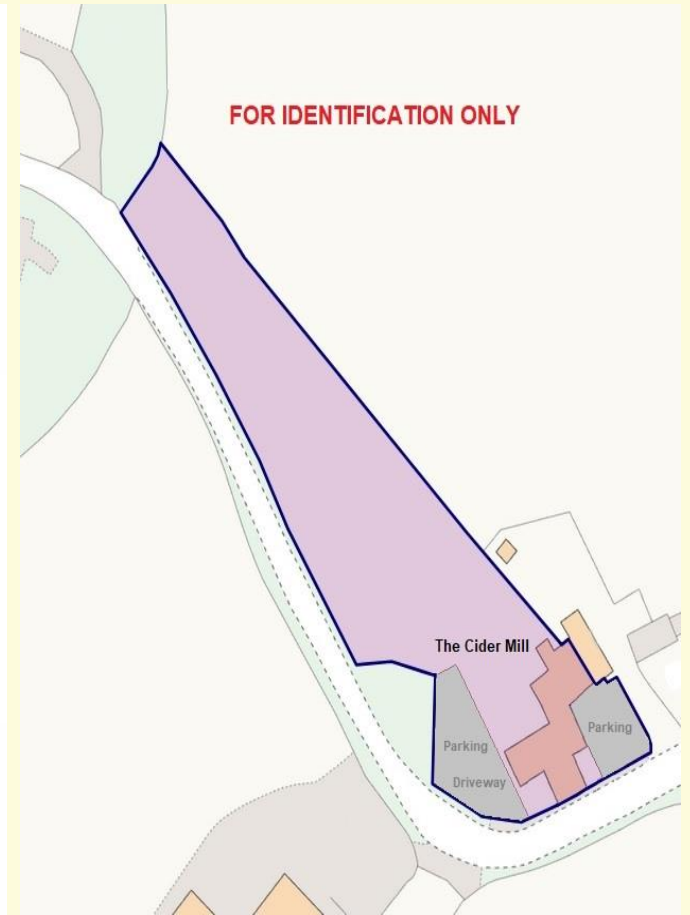 FOR IDENTIFICATION ONLY
The Cider Mill
Parking
Parking
Driveway